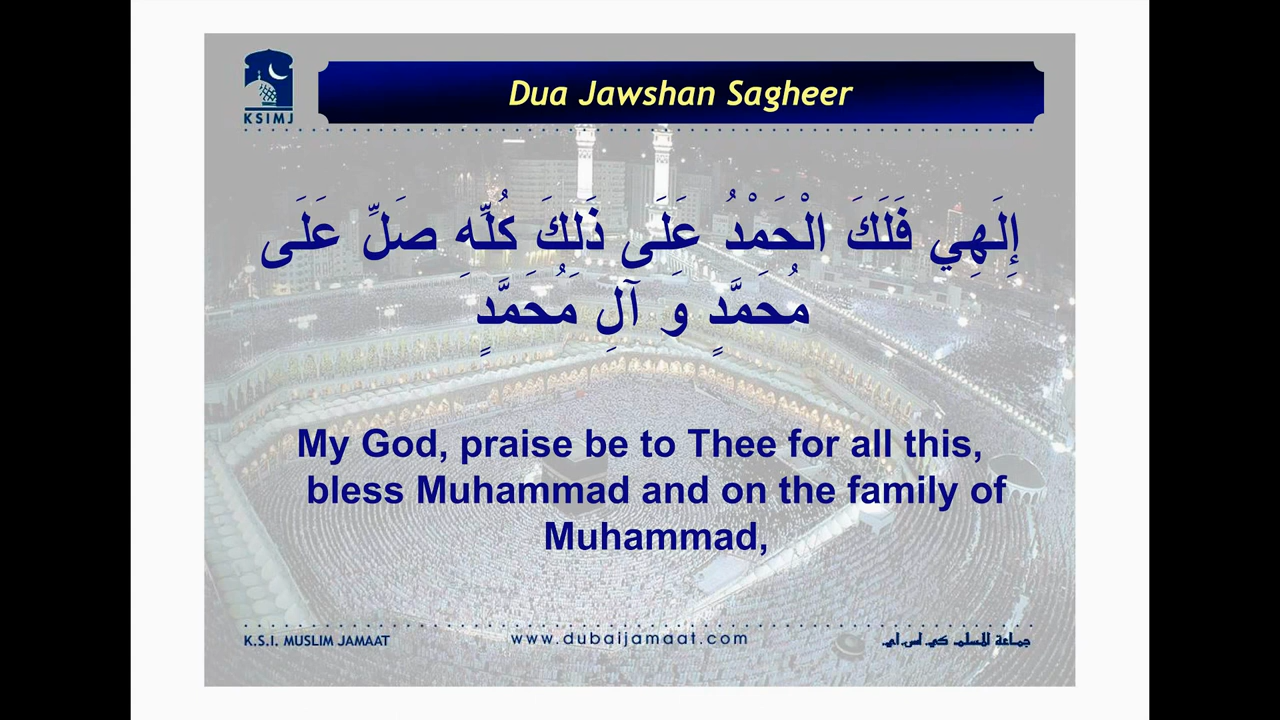 Dua Jawshan Sagheer
KSIMJ
إِلَهِي فَلَكَ الْحَمْدُ عَلَى ذَلِكَ كُلِّهِ صَلِّ عَلَى
مُحَمَّدٍ وَ آلِ مُحَمَّدٍ
My God, praise be to Thee for all this,
bless Muhammad and on the family of
Muhammad,
K.S.I. MUSLIM JAMAAT
www.dubaijamaat.com